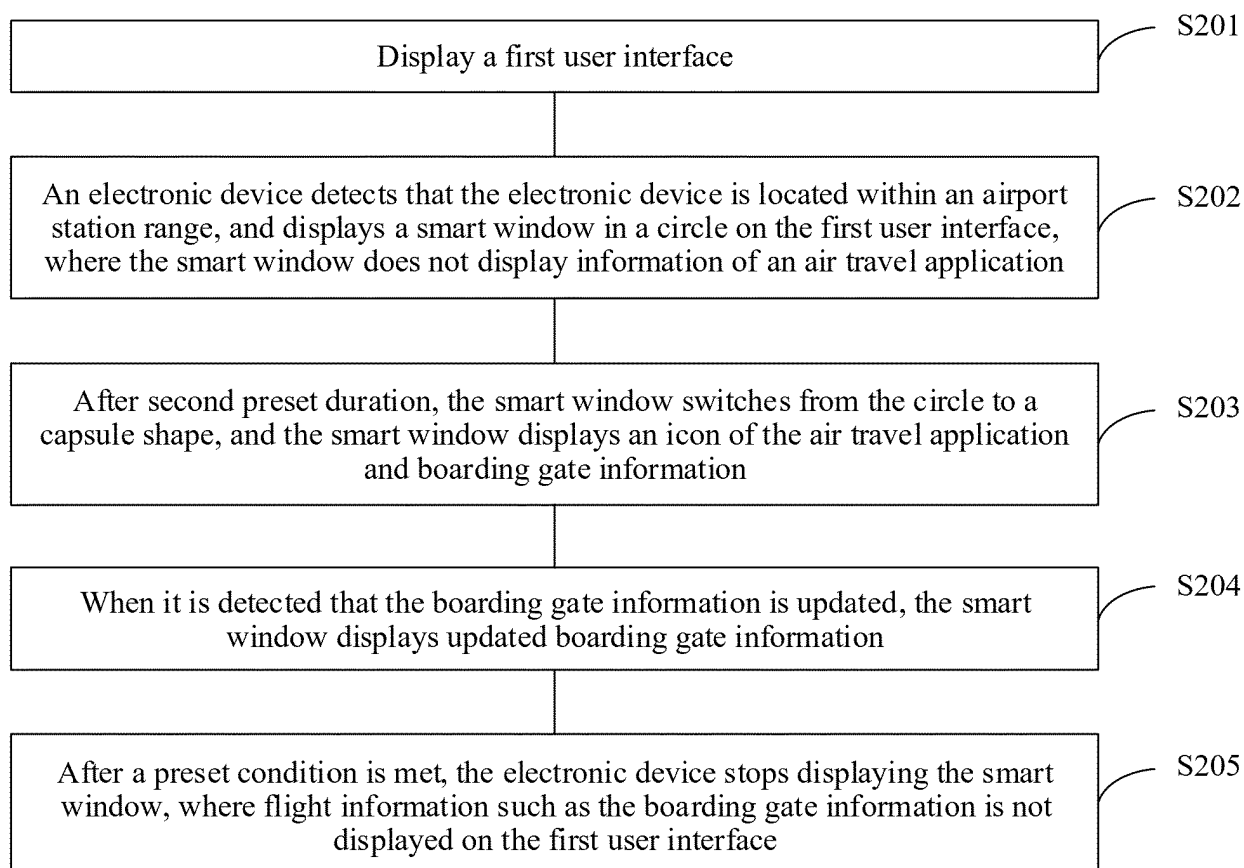 Display a first user interface
S201
An electronic device detects that the electronic device is located within an airport
station range, and displays a smart window in a circle on the first user interface,
where the smart window does not display information of an air travel application
S202
After second preset duration, the smart window switches from the circle to a
capsule shape, and the smart window displays an icon of the air travel application
and boarding gate information
S203
When it is detected that the boarding gate information is updated, the smart
window displays updated boarding gate information
S204
After a preset condition is met, the electronic device stops displaying the smart
window, where flight information such as the boarding gate information is not
displayed on the first user interface
S205